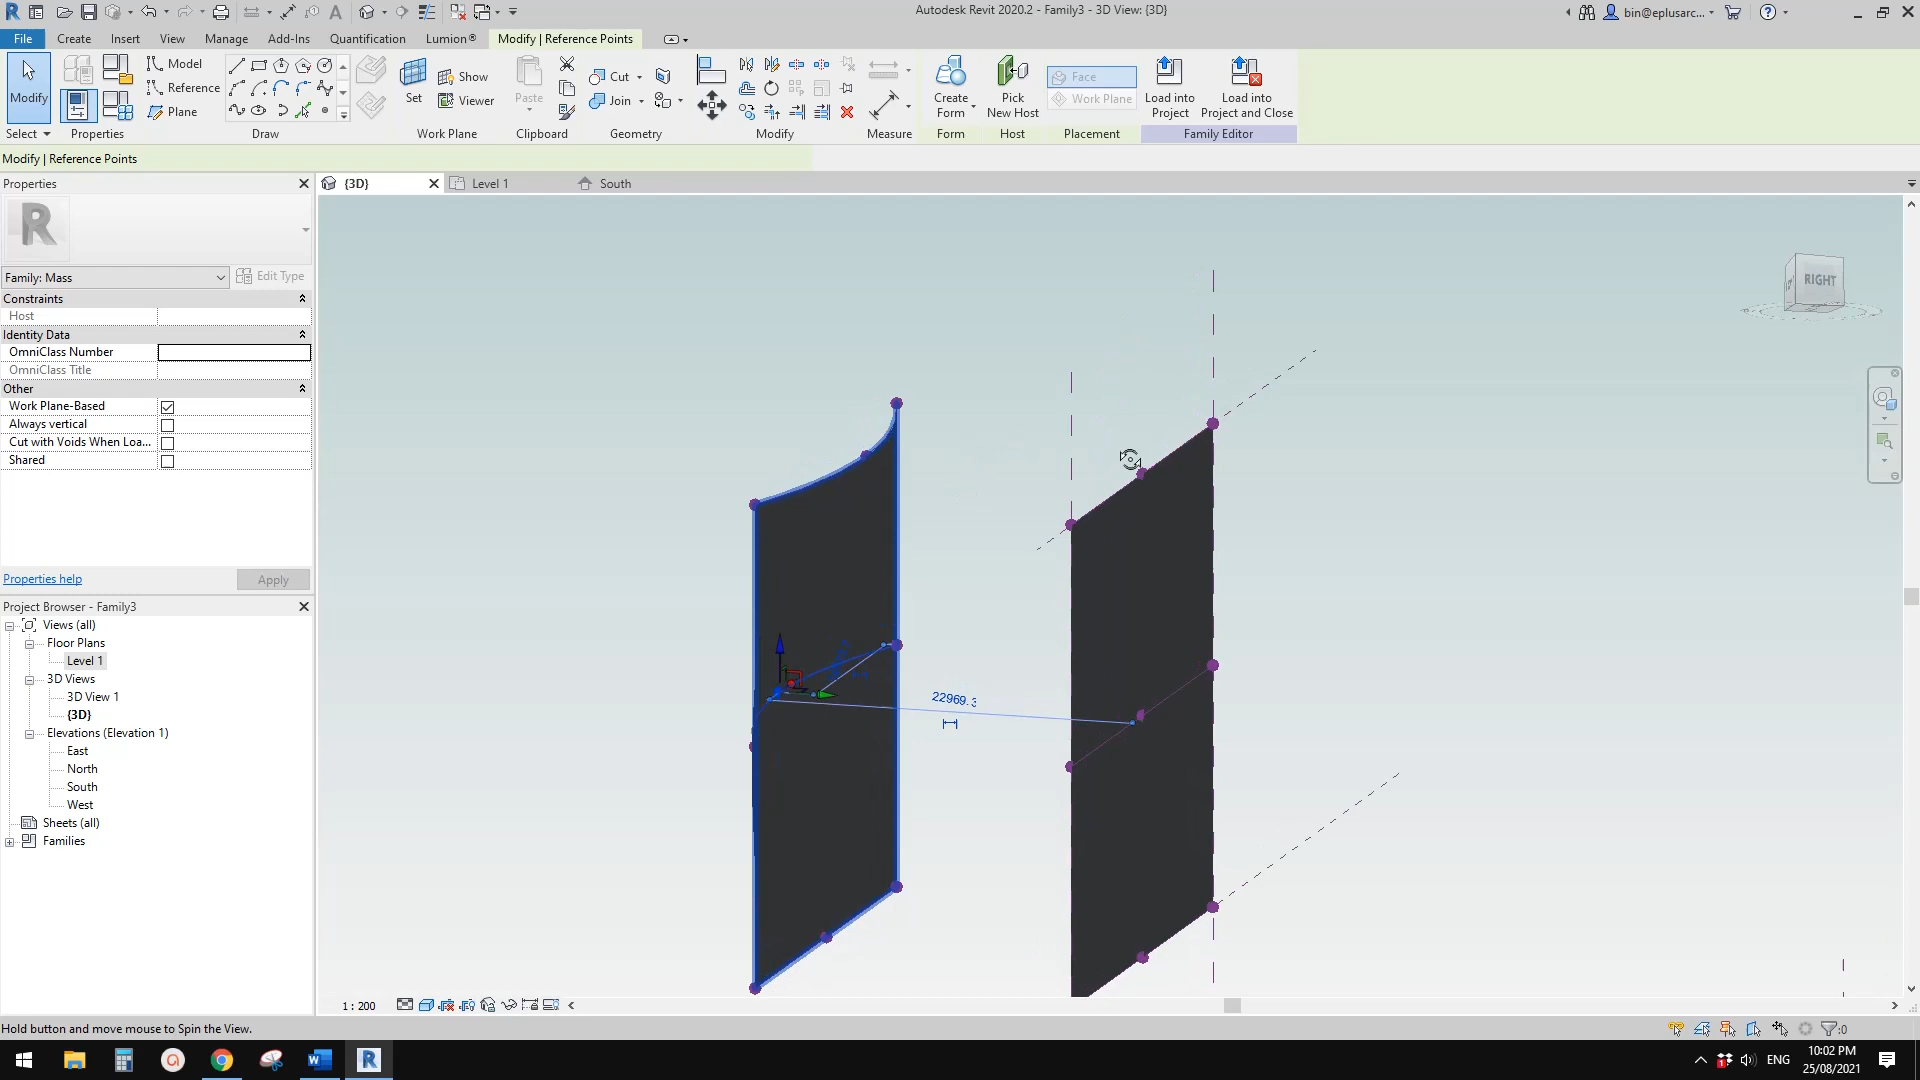 Autodesk Revit 2020.2 - Family3 - 3D View: {3D}
bin@eplusarc...
File
Create
Insert
View
Manage
Add-Ins
Quantification
Lumion®
Modify | Reference Points
Modify
Model
Reference
Plane
Set
Show
Viewer
Paste
Cut
Join
Create Form
Pick New Host
Face
Work Plane
Load into Project
Load into Project and Close
Select
Properties
Draw
Work Plane
Clipboard
Geometry
Modify
Measure
Form
Host
Placement
Family Editor
Modify | Reference Points
Properties
{3D}
Level 1
South
R
Family: Mass
Edit Type
Constraints
Host
Identity Data
OmniClass Number
OmniClass Title
Other
Work Plane-Based
Always vertical
Cut with Voids When Loa...
Shared
Properties help
Apply
Project Browser - Family3
Views (all)
Floor Plans
Level 1
3D Views
3D View 1
{3D}
Elevations (Elevation 1)
East
North
South
West
Sheets (all)
Families
RIGHT
22969.3
1 : 200
Hold button and move mouse to Spin the View.
:0
ENG
10:02 PM
25/08/2021